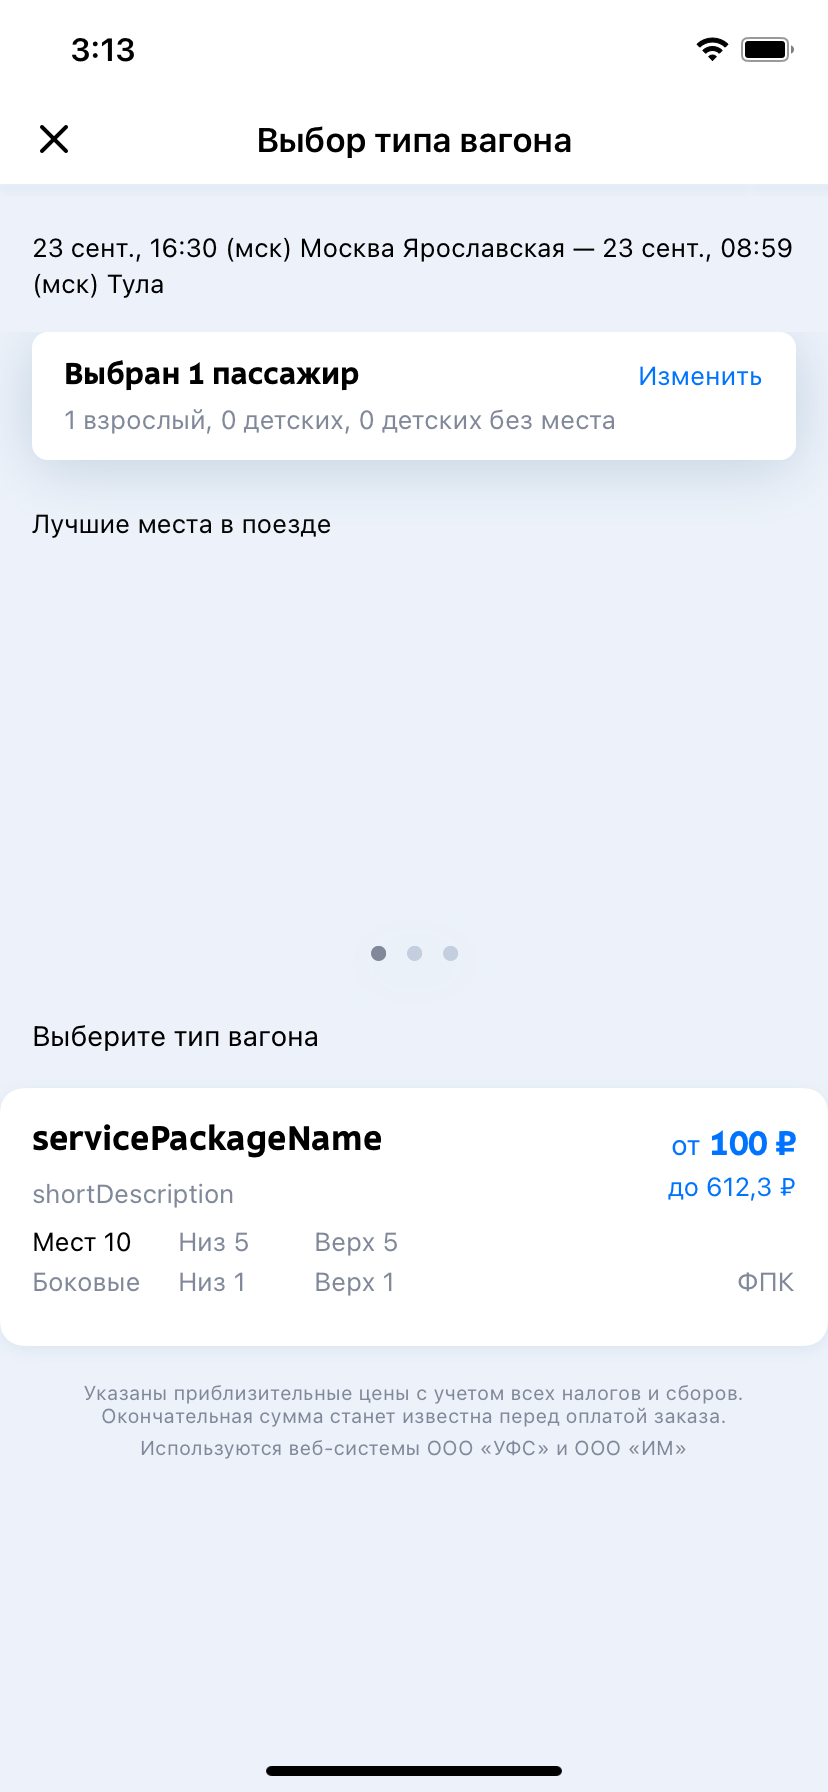 3:13
Выбор типа вагона
23 сент., 16:30 (мск) Москва Ярославская — 23 сент., 08:59
(мск) Тула
Выбран 1 пассажир
Изменить
1 взрослый, 0 детских, 0 детских без места
Лучшие места в поезде
Выберите тип вагона
servicePackageName
от 100 ₽
shortDescription
до 612,3 ₽
Мест 10 Низ 5 Верх 5
Боковые Низ 1 Верх 1 ФПК
Указаны приблизительные цены с учетом всех налогов и сборов.
Окончательная сумма станет известна перед оплатой заказа.
Используются веб-системы ООО «УФС» и ООО «ИМ»